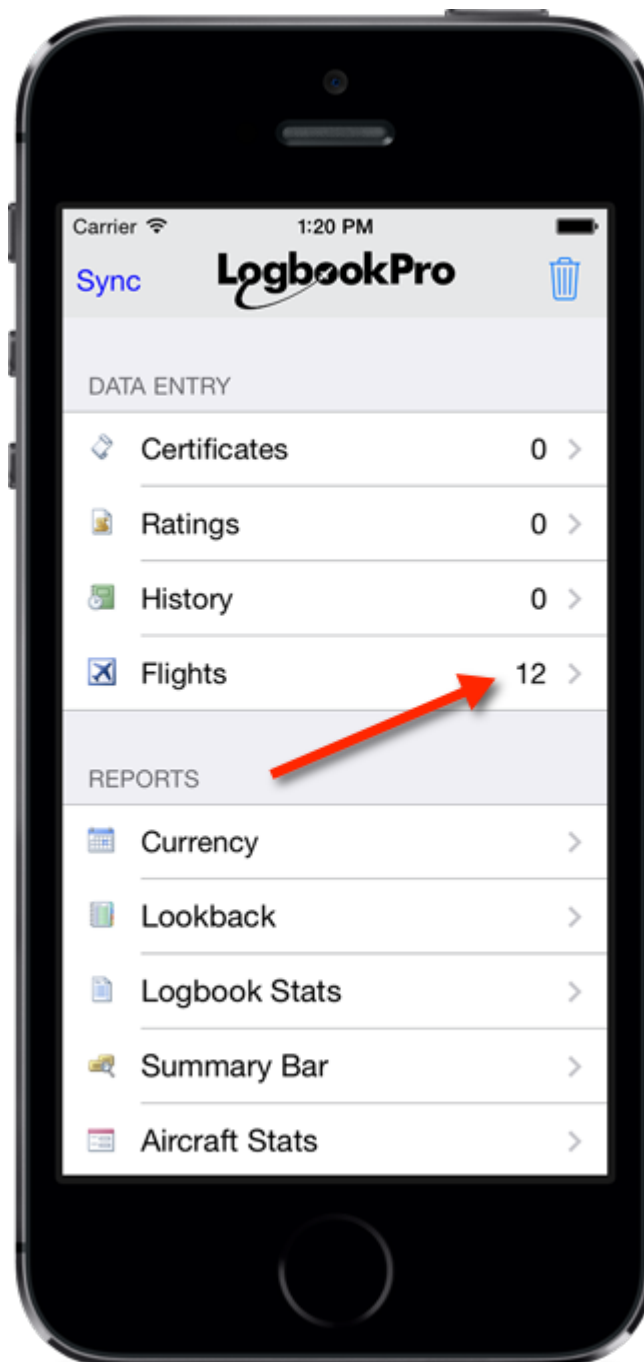 Carrier 1:20 PM
Sync LogbookPro
DATA ENTRY
Certificates 0
Ratings 0
History 0
Flights 12
REPORTS
Currency
Lookback
Logbook Stats
Summary Bar
Aircraft Stats